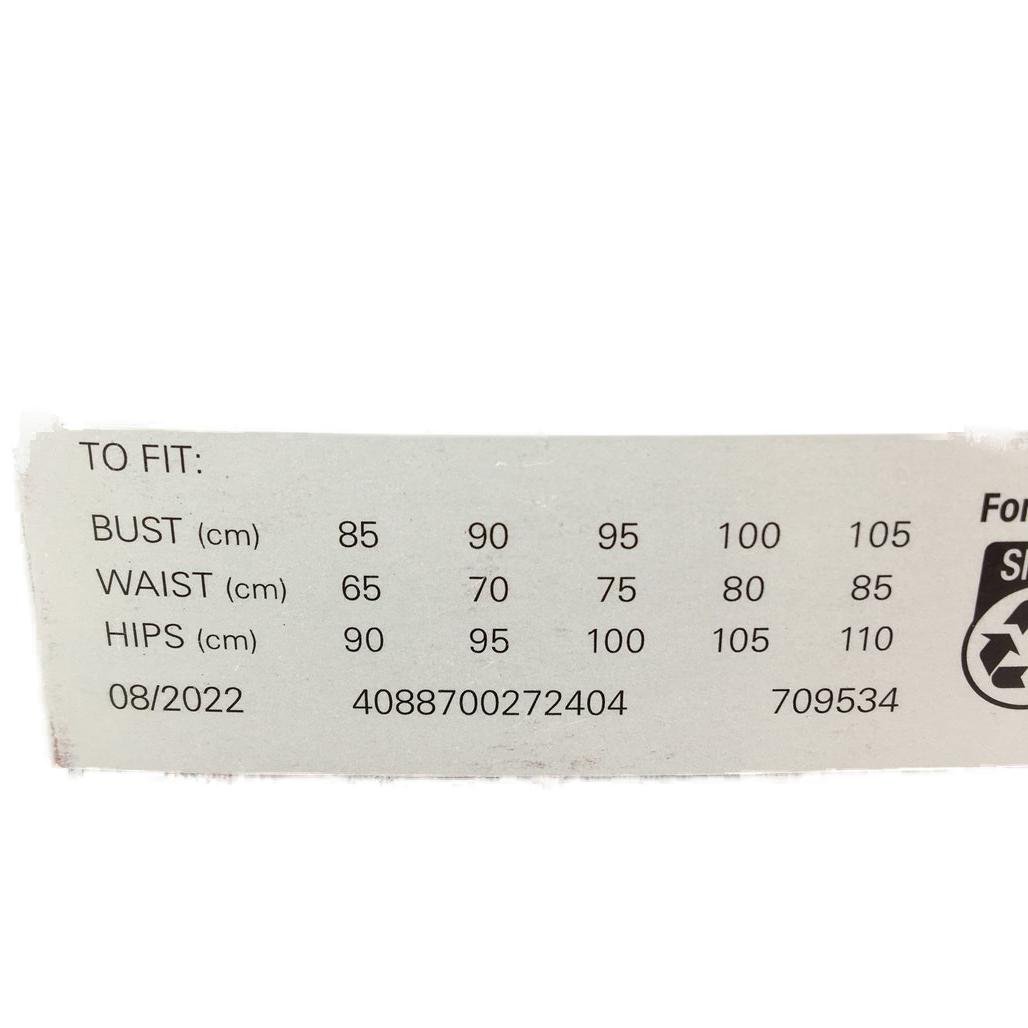 TO FIT:
BUST (cm) 85 90 95 100 105
WAIST (cm) 65 70 75 80 85
HIPS (cm) 90 95 100 105 110
08/2022 4088700272404 709534